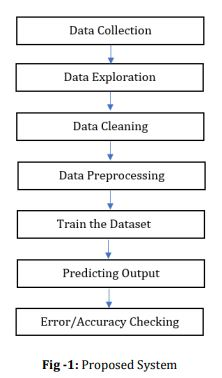 Data Collection
Data Exploration
Data Cleaning
Data Preprocessing
Train the Dataset
Predicting Output
Error/Accuracy Checking
Fig -1: Proposed System